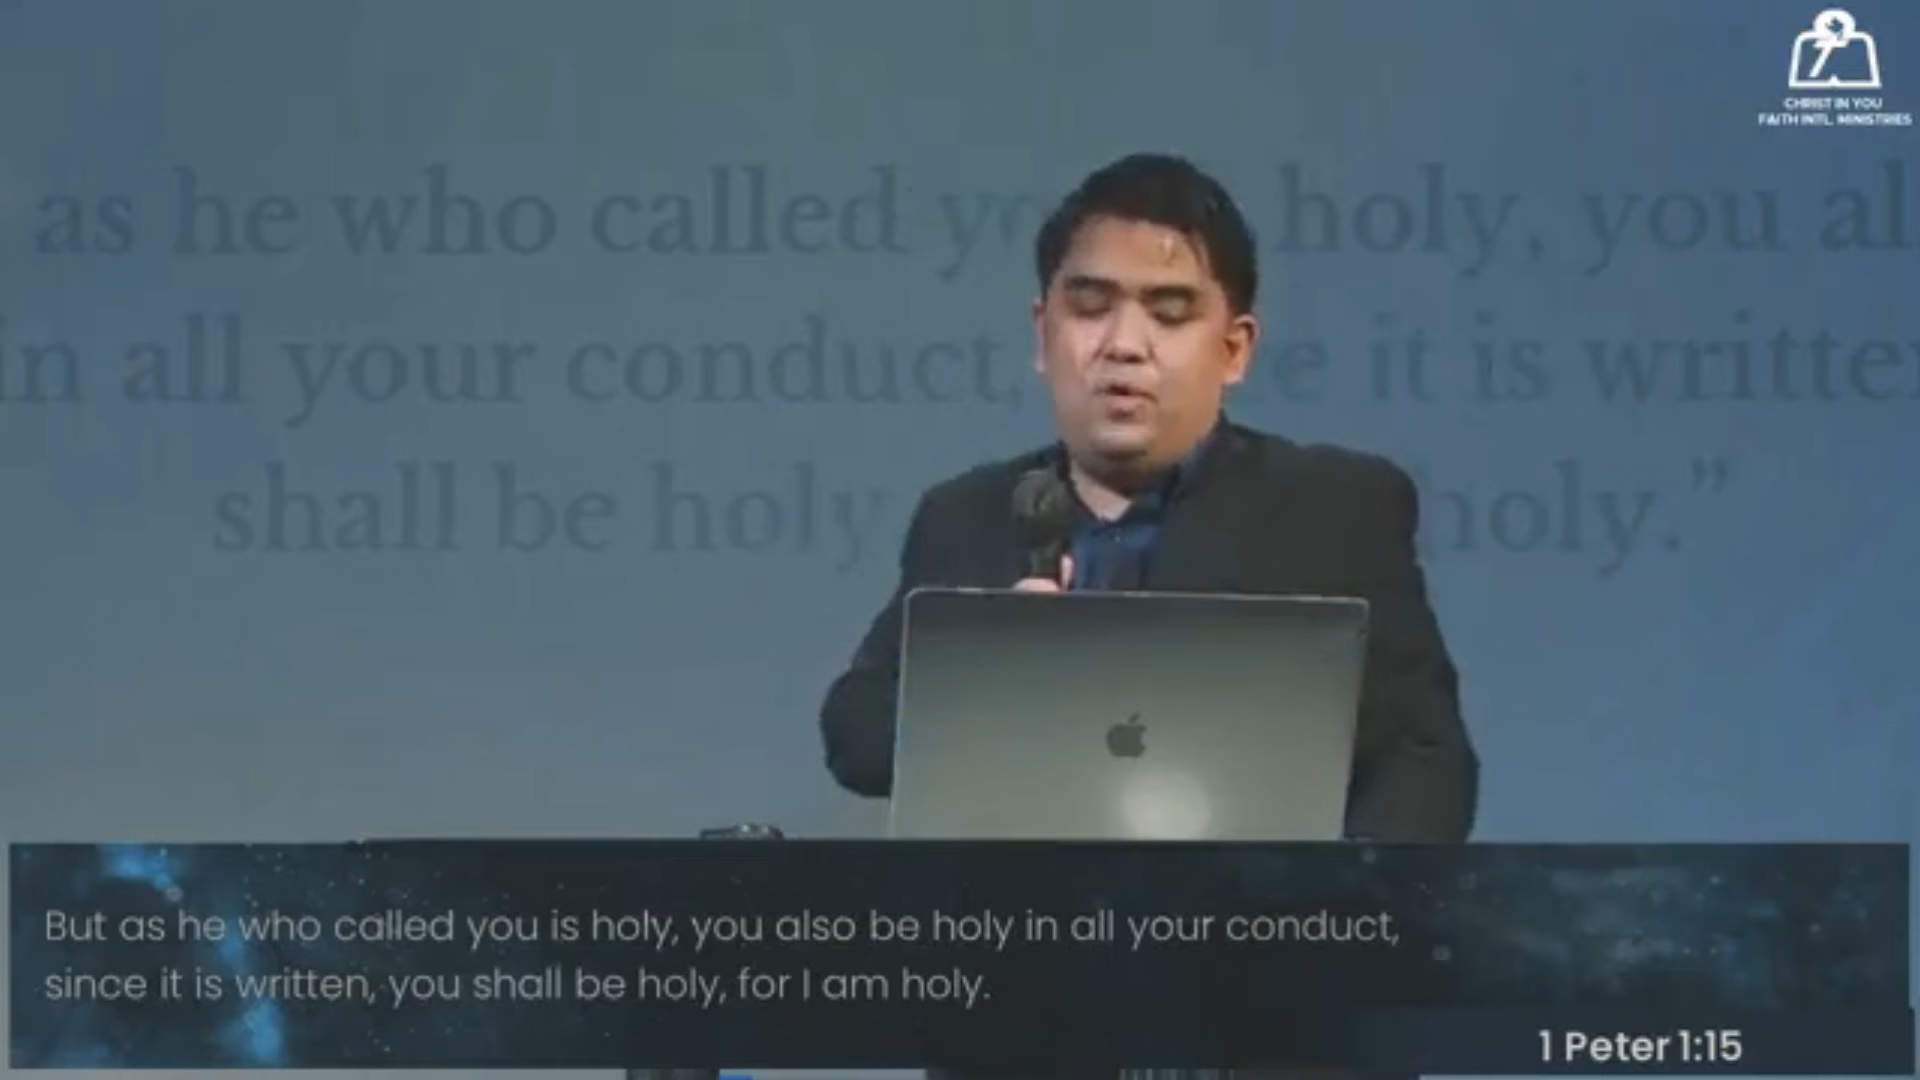 CHRIST IN YOU
FAITH INTL. MINISTRIES
as he who called holy, you
in all your conduct, it is
shall be holy holy.”
But as he who called you is holy, you also be holy in all your conduct,
since it is written, you shall be holy, for I am holy.
1 Peter 1:15